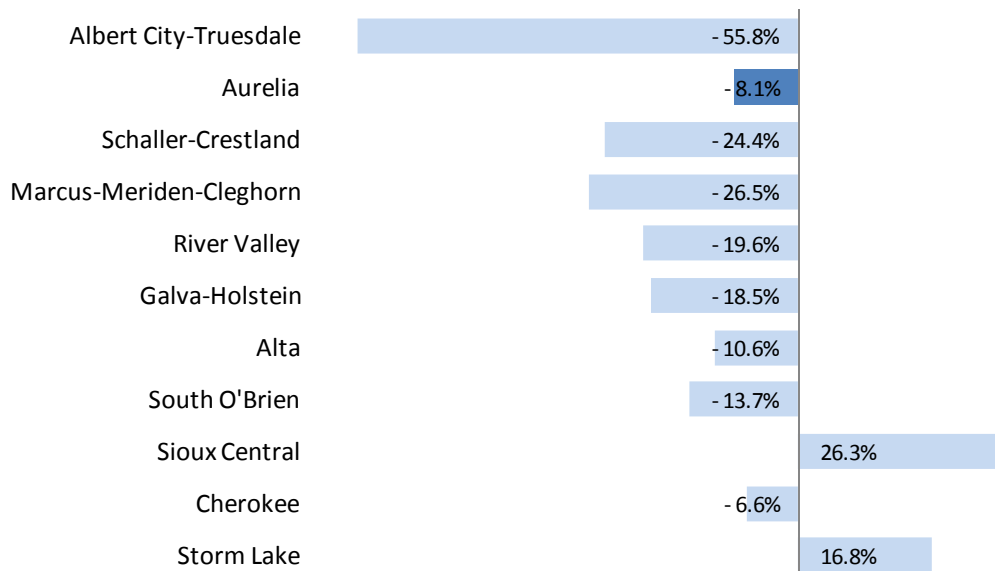 Albert City-Truesdale - 55.8%
Aurelia - 8.1%
Schaller-Crestland - 24.4%
Marcus-Meriden-Cleghorn - 26.5%
River Valley - 19.6%
Galva-Holstein - 18.5%
Alta - 10.6%
South O'Brien - 13.7%
Sioux Central 26.3%
Cherokee - 6.6%
Storm Lake 16.8%